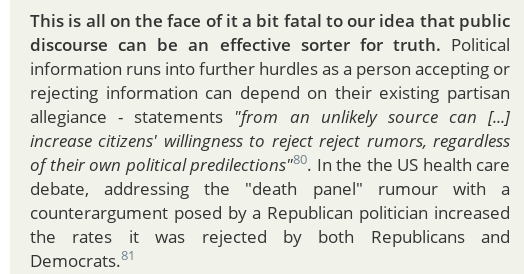 This is all on the face of it a bit fatal to our idea that public
discourse can be an effective sorter for truth. Political
information runs into further hurdles as a person accepting or
rejecting information can depend on their existing partisan
allegiance - statements "from an unlikely source can [...]
increase citizens' willingness to reject reject rumors, regardless
of their own political predilections"80. In the the US health care
debate, addressing the "death panel" rumour with a
counterargument posed by a Republican politician increased
the rates it was rejected by both Republicans and
Democrats.81